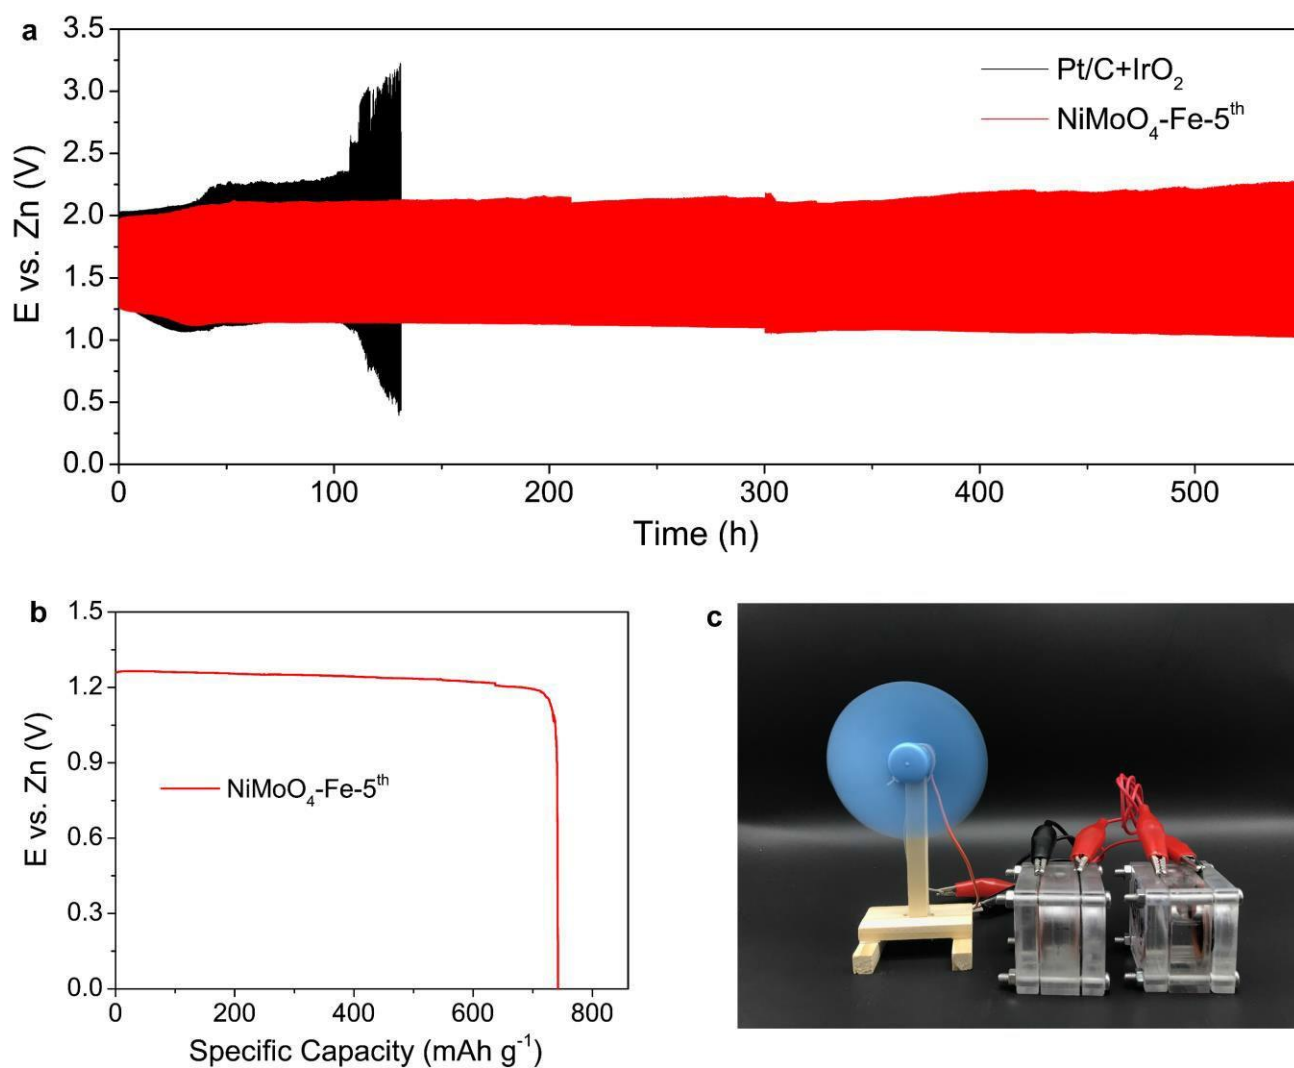 a
3.5
3.0
2.5
2.0
1.5
1.0
0.5
0.0
E vs. Zn (V)
Pt/C+IrO₂
NiMoO₄-Fe-5ᵗʰ
0 100 200 300 400 500
Time (h)
b
1.5
1.2
0.9
0.6
0.3
0.0
E vs. Zn (V)
NiMoO₄-Fe-5ᵗʰ
0 200 400 600 800
Specific Capacity (mAh g⁻¹)
c